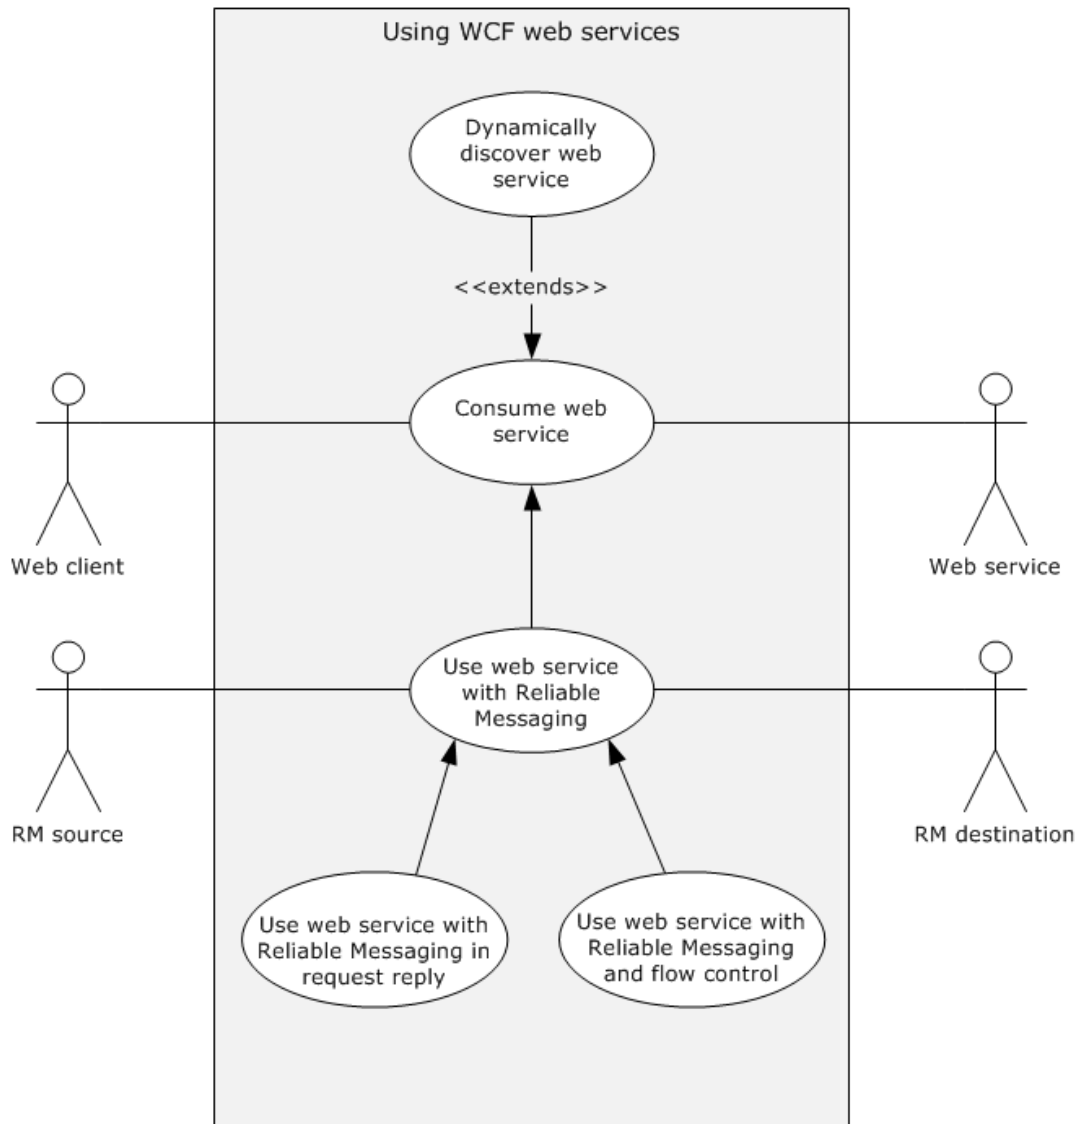 Using WCF web services
Dynamically
discover web
service
<<extends>>
Consume web
service
Web client
Web service
Use web service
with Reliable
Messaging
RM source
RM destination
Use web service with
Reliable Messaging in
request reply
Use web service with
Reliable Messaging
and flow control